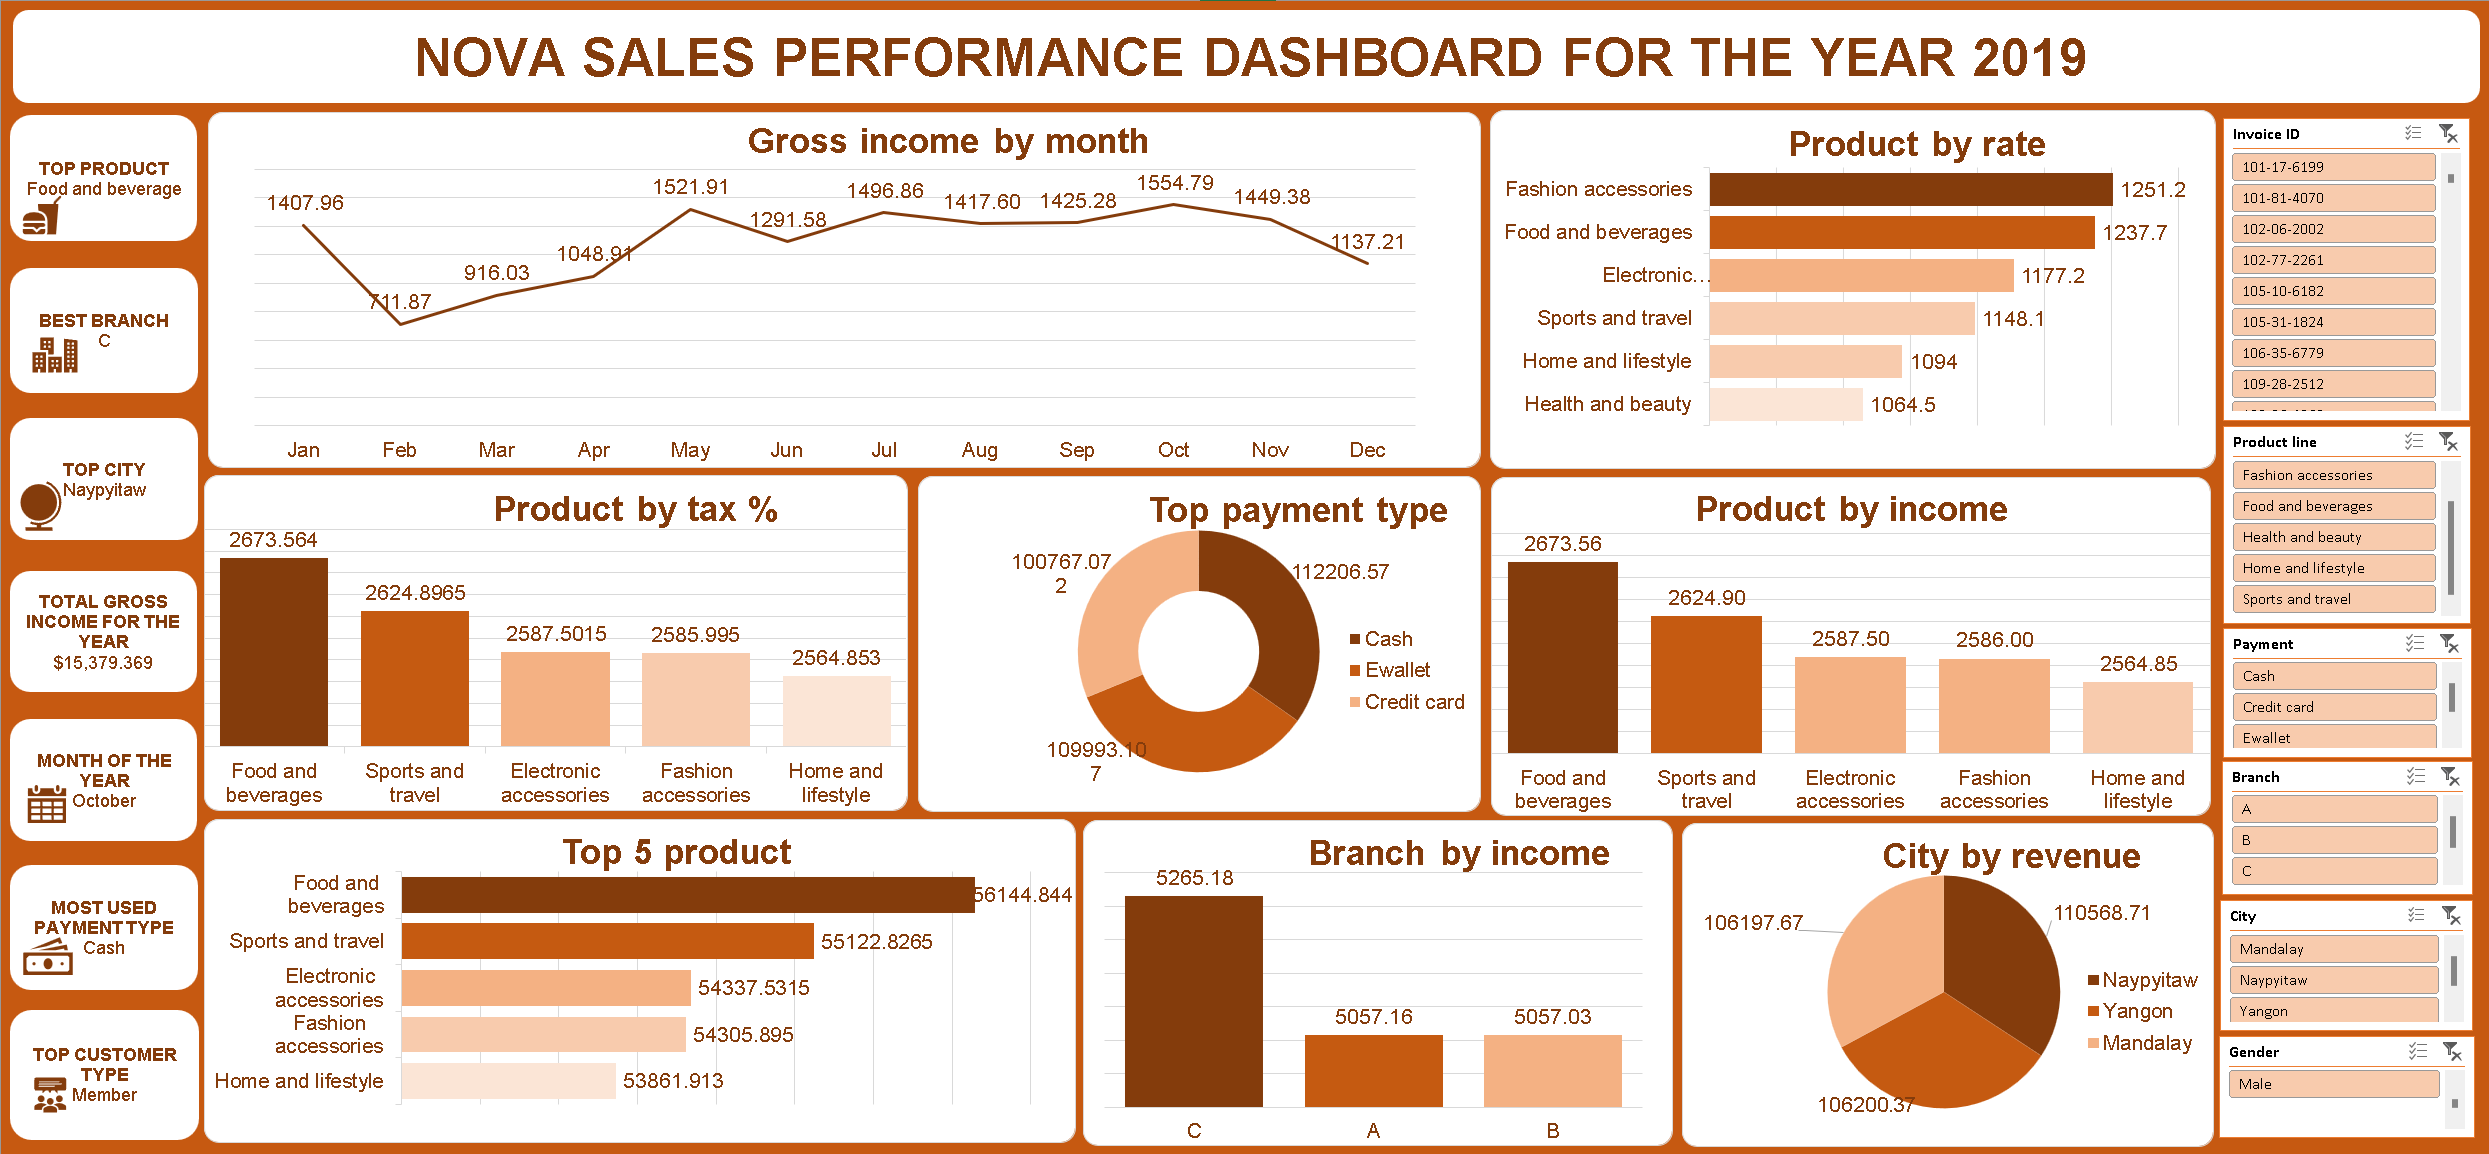 NOVA SALES PERFORMANCE DASHBOARD FOR THE YEAR 2019
TOP PRODUCT
Food and beverage
BEST BRANCH
C
TOP CITY
Naypyitaw
TOTAL GROSS
INCOME FOR THE
YEAR
$15,379.369
MONTH OF THE
YEAR
October
MOST USED
PAYMENT TYPE
Cash
TOP CUSTOMER
TYPE
Member
Gross income by month
1407.96
711.87
916.03
1048.91
1521.91
1291.58
1496.86
1417.60
1425.28
1554.79
1449.38
1137.21
Jan
Feb
Mar
Apr
May
Jun
Jul
Aug
Sep
Oct
Nov
Dec
Product by rate
Fashion accessories 1251.2
Food and beverages 1237.7
Electronic... 1177.2
Sports and travel 1148.1
Home and lifestyle 1094
Health and beauty 1064.5
Product by tax %
2673.564
2624.8965
2587.5015
2585.995
2564.853
Food and
beverages
Sports and
travel
Electronic
accessories
Fashion
accessories
Home and
lifestyle
Top payment type
100767.07
2
112206.57
109993.10
7
Cash
Ewallet
Credit card
Product by income
2673.56
2624.90
2587.50
2586.00
2564.85
Food and
beverages
Sports and
travel
Electronic
accessories
Fashion
accessories
Home and
lifestyle
Top 5 product
Food and
beverages
56144.844
Sports and travel 55122.8265
Electronic
accessories
54337.5315
Fashion
accessories
54305.895
Home and lifestyle 53861.913
Branch by income
5265.18
5057.16
5057.03
C
A
B
City by revenue
106197.67
110568.71
106200.37
Naypyitaw
Yangon
Mandalay
Invoice ID
101-17-6199
101-81-4070
102-06-2002
102-77-2261
105-10-6182
105-31-1824
106-35-6779
109-28-2512
Product line
Fashion accessories
Food and beverages
Health and beauty
Home and lifestyle
Sports and travel
Payment
Cash
Credit card
Ewallet
Branch
A
B
C
City
Mandalay
Naypyitaw
Yangon
Gender
Male